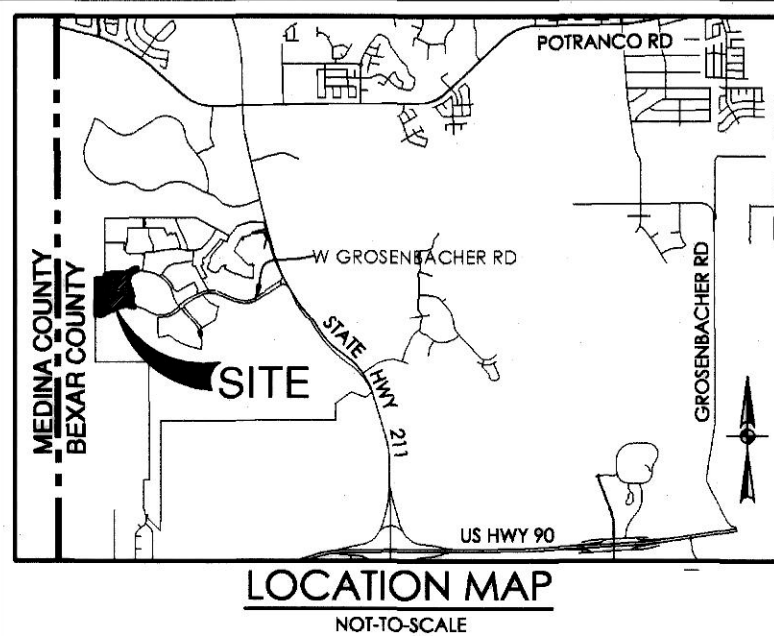 POTRANCO RD
W GROSENBACHER RD
MEDINA COUNTY
BEXAR COUNTY
SITE
STATE HWY 211
GROSENBACHER RD
US HWY 90
LOCATION MAP
NOT-TO-SCALE